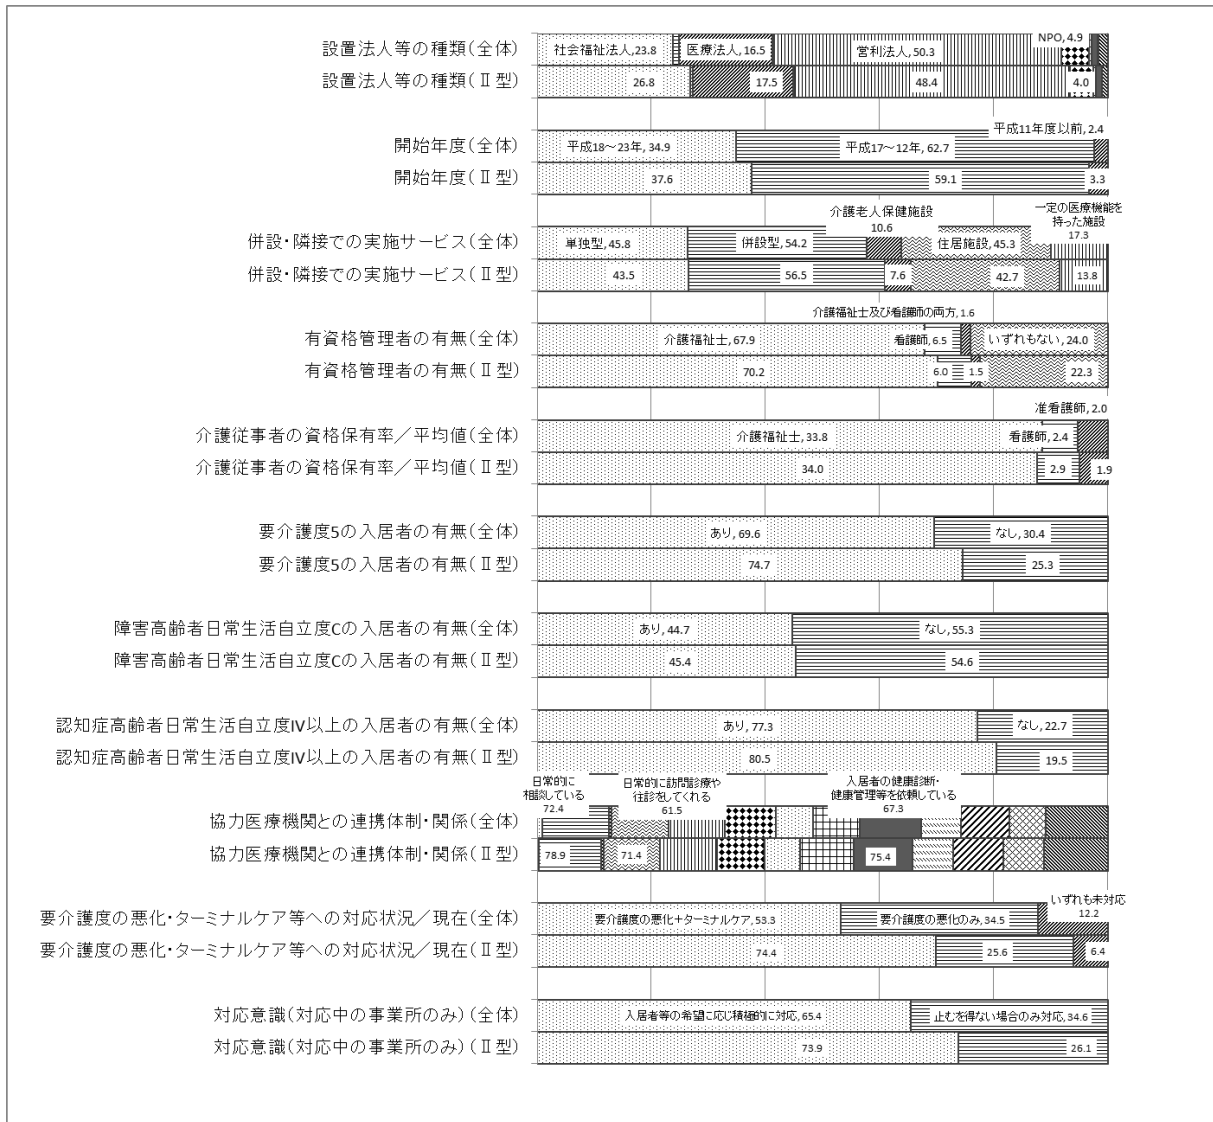 設置法人等の種類(全体)
社会福祉法人, 23.8
医療法人, 16.5
営利法人, 50.3
NPO, 4.9
設置法人等の種類(Ⅱ型)
26.8
17.5
48.4
4.0
平成11年度以前, 2.4
開始年度(全体)
平成18～23年, 34.9
平成17～12年, 62.7
開始年度(Ⅱ型)
37.6
59.1
3.3
介護老人保健施設
10.6
一定の医療機能を
持った施設
17.3
併設・隣接での実施サービス(全体)
単独型, 45.8
併設型, 54.2
住居施設, 45.3
併設・隣接での実施サービス(Ⅱ型)
43.5
56.5
7.6
42.7
13.8
介護福祉士及び看護師の両方, 1.6
有資格管理者の有無(全体)
介護福祉士, 67.9
看護師, 6.5
いずれもない, 24.0
有資格管理者の有無(Ⅱ型)
70.2
6.0
1.5
22.3
准看護師, 2.0
介護従事者の資格保有率／平均値(全体)
介護福祉士, 33.8
看護師, 2.4
介護従事者の資格保有率／平均値(Ⅱ型)
34.0
2.9
1.9
要介護度5の入居者の有無(全体)
あり, 69.6
なし, 30.4
要介護度5の入居者の有無(Ⅱ型)
74.7
25.3
障害高齢者日常生活自立度Cの入居者の有無(全体)
あり, 44.7
なし, 55.3
障害高齢者日常生活自立度Cの入居者の有無(Ⅱ型)
45.4
54.6
認知症高齢者日常生活自立度Ⅳ以上の入居者の有無(全体)
あり, 77.3
なし, 22.7
認知症高齢者日常生活自立度Ⅳ以上の入居者の有無(Ⅱ型)
80.5
19.5
日常的に
相談している
72.4
日常的に訪問診療や
往診をしてくれる
61.5
入居者の健康診断・
健康管理等を依頼している
67.3
協力医療機関との連携体制・関係(全体)
協力医療機関との連携体制・関係(Ⅱ型)
78.9
71.4
75.4
いずれも未対応
12.2
要介護度の悪化・ターミナルケア等への対応状況／現在(全体)
要介護度の悪化＋ターミナルケア, 53.3
要介護度の悪化のみ, 34.5
要介護度の悪化・ターミナルケア等への対応状況／現在(Ⅱ型)
74.4
25.6
6.4
対応意識(対応中の事業所のみ)(全体)
入居者等の希望に応じ積極的に対応, 65.4
止むを得ない場合のみ対応, 34.6
対応意識(対応中の事業所のみ)(Ⅱ型)
73.9
26.1